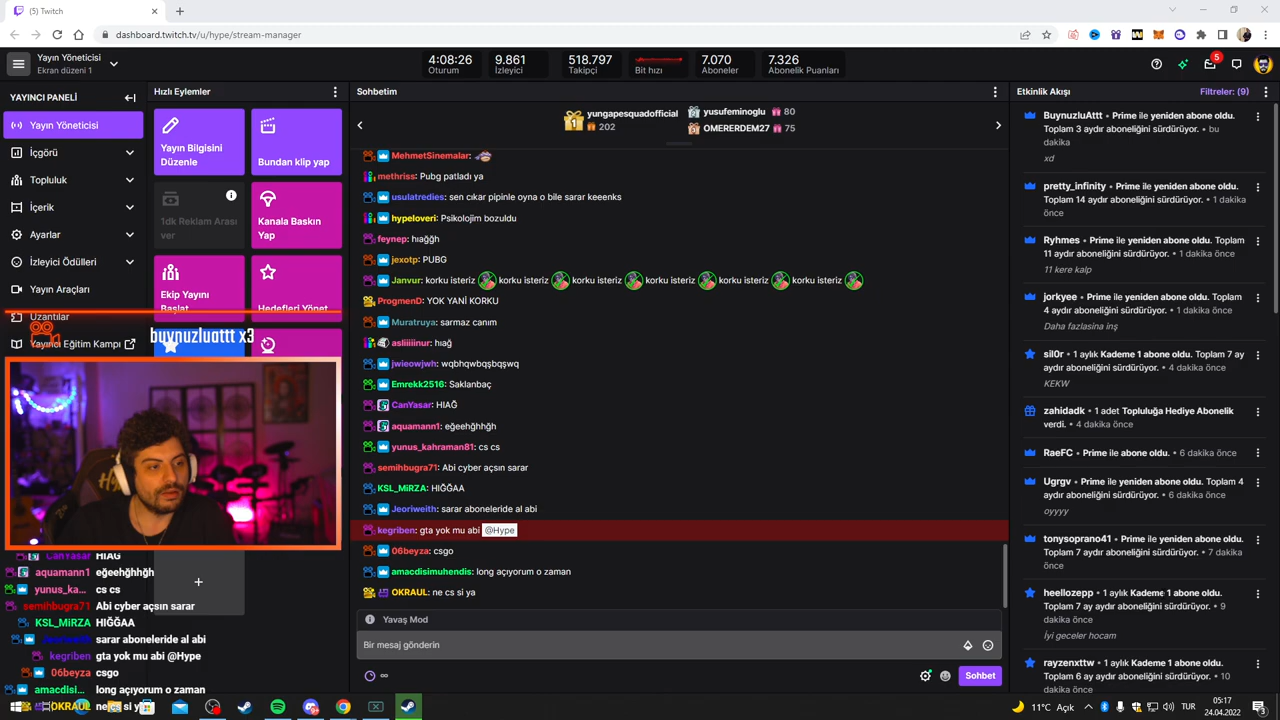 (5) Twitch
dashboard.twitch.tv/u/hype/stream-manager
Yayın Yöneticisi
Ekran düzeni 1
4:08:26
Oturum
9.861
İzleyici
518.797
Takipçi
Bit hızı
7.070
Aboneler
7.326
Abonelik Puanları
5
YAYINCI PANELİ
Yayın Yöneticisi
İçgörü
Topluluk
İçerik
Ayarlar
İzleyici Ödülleri
Yayın Araçları
Uzantılar
Yayıncı Eğitim Kampı
buynuzluattt x3
Hızlı Eylemler
Yayın Bilgisini
Düzenle
Bundan klip yap
1dk Reklam Arası
ver
Kanala Baskın
Yap
Ekip Yayını
Başlat
Hedefleri Yönet
Sohbetim
1
yungapesquadofficial
202
yusufeminoglu 80
OMERERDEM27 75
MehmetSinemalar:
methriss: Pubg patladı ya
usulatredies: sen cıkar pipinle oyna o bile sarar keeenks
hypeloveri: Psikolojim bozuldu
feynep: hıağğh
jexotp: PUBG
Janvur: korku isteriz korku isteriz korku isteriz korku isteriz korku isteriz korku isteriz
ProgmenD: YOK YANİ KORKU
Muratruya: sarmaz canım
asliiiiinur: hıağ
jwieowjwh: wqbhqwbqşbqşwq
Emrekk2516: Saklanbaç
CanYasar: HIAĞ
aquamann1: eğeehğhhğh
yunus_kahraman81: cs cs
semihbugra71: Abi cyber açsın sarar
KSL_MiRZA: HIĞĞAA
Jeoriweith: sarar aboneleride al abi
kegriben: gta yok mu abi @Hype
06beyza: csgo
amacdisimuhendis: long açıyorum o zaman
OKRAUL: ne cs si ya
Yavaş Mod
Bir mesaj gönderin
∞
Sohbet
Etkinlik Akışı
Filtreler: (9)
BuynuzluAttt • Prime ile yeniden abone oldu.
Toplam 3 aydır aboneliğini sürdürüyor. • bu
dakika
xd
pretty_infinity • Prime ile yeniden abone oldu.
Toplam 14 aydır aboneliğini sürdürüyor. • 1 dakika
önce
Ryhmes • Prime ile yeniden abone oldu. Toplam
11 aydır aboneliğini sürdürüyor. • 1 dakika önce
11 kere kalp
jorkyee • Prime ile yeniden abone oldu. Toplam
4 aydır aboneliğini sürdürüyor. • 1 dakika önce
Daha fazlasina inş
sil0r • 1 aylık Kademe 1 abone oldu. Toplam 7 ay
aydır aboneliğini sürdürüyor. • 4 dakika önce
KEKW
zahidadk • 1 adet Topluluğa Hediye Abonelik
verdi. • 4 dakika önce
RaeFC • Prime ile abone oldu. • 6 dakika önce
Ugrgv • Prime ile yeniden abone oldu. Toplam 4
aydır aboneliğini sürdürüyor. • 6 dakika önce
oyyyy
tonysoprano41 • Prime ile yeniden abone oldu.
Toplam 7 aydır aboneliğini sürdürüyor. • 7 dakika
önce
heellozepp • 1 aylık Kademe 1 abone oldu.
Toplam 7 ay aydır aboneliğini sürdürüyor. • 9
dakika önce
İyi geceler hocam
rayzenxttw • 1 aylık Kademe 1 abone oldu.
Toplam 6 ay aydır aboneliğini sürdürüyor. • 10
CanYasar HIAĞ
aquamann1 eğeehğhhğh
yunus_ka... cs cs
semihbugra71 Abi cyber açsın sarar
KSL_MiRZA HIĞĞAA
Jeoriweith sarar aboneleride al abi
kegriben gta yok mu abi @Hype
06beyza csgo
amacdisi... long açıyorum o zaman
OKRAUL ne cs si ya
11°C Açık
TUR
05:17
24.04.2022
3